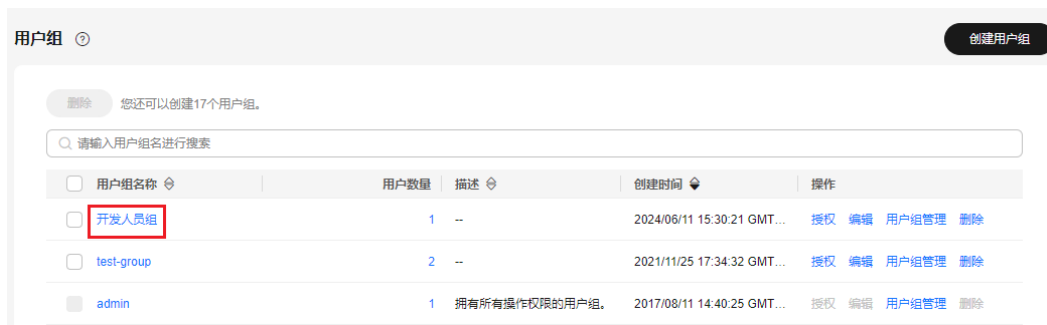 用户组 ?
创建用户组
删除 您还可以创建17个用户组。
请输入用户组名进行搜索
用户组名称 用户数量 描述 创建时间 操作
开发人员组 1 -- 2024/06/11 15:30:21 GMT... 授权 编辑 用户组管理 删除
test-group 2 -- 2021/11/25 17:34:32 GMT... 授权 编辑 用户组管理 删除
admin 1 拥有所有操作权限的用户组。 2017/08/11 14:40:25 GMT... 授权 编辑 用户组管理 删除